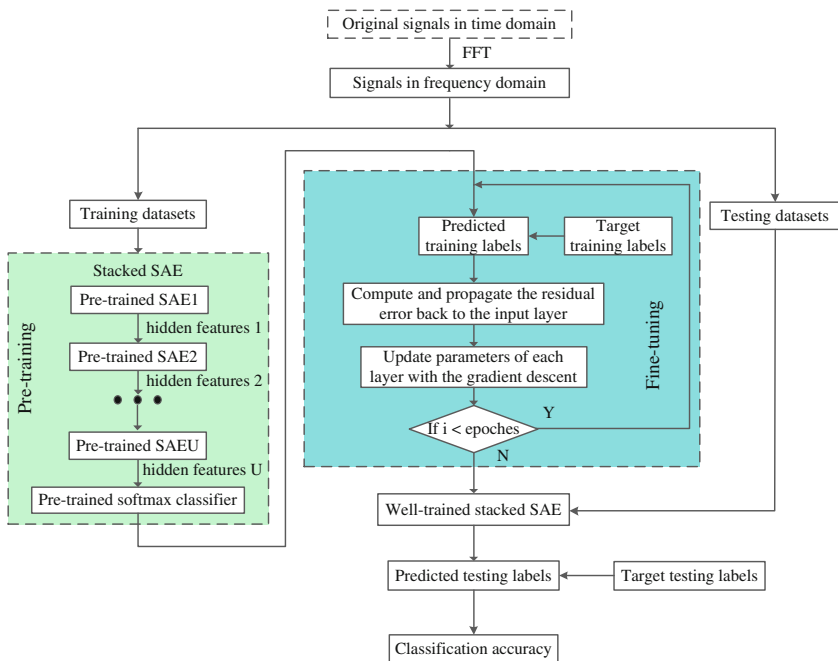 Original signals in time domain
FFT
Signals in frequency domain
Training datasets
Stacked SAE
Pre-trained SAE1
hidden features 1
Pre-trained SAE2
hidden features 2
Pre-trained SAEU
hidden features U
Pre-trained softmax classifier
Pre-training
Predicted
training labels
Target
training labels
Compute and propagate the residual
error back to the input layer
Update parameters of each
layer with the gradient descent
If i < epoches
Y
N
Fine-tuning
Testing datasets
Well-trained stacked SAE
Predicted testing labels
Target testing labels
Classification accuracy